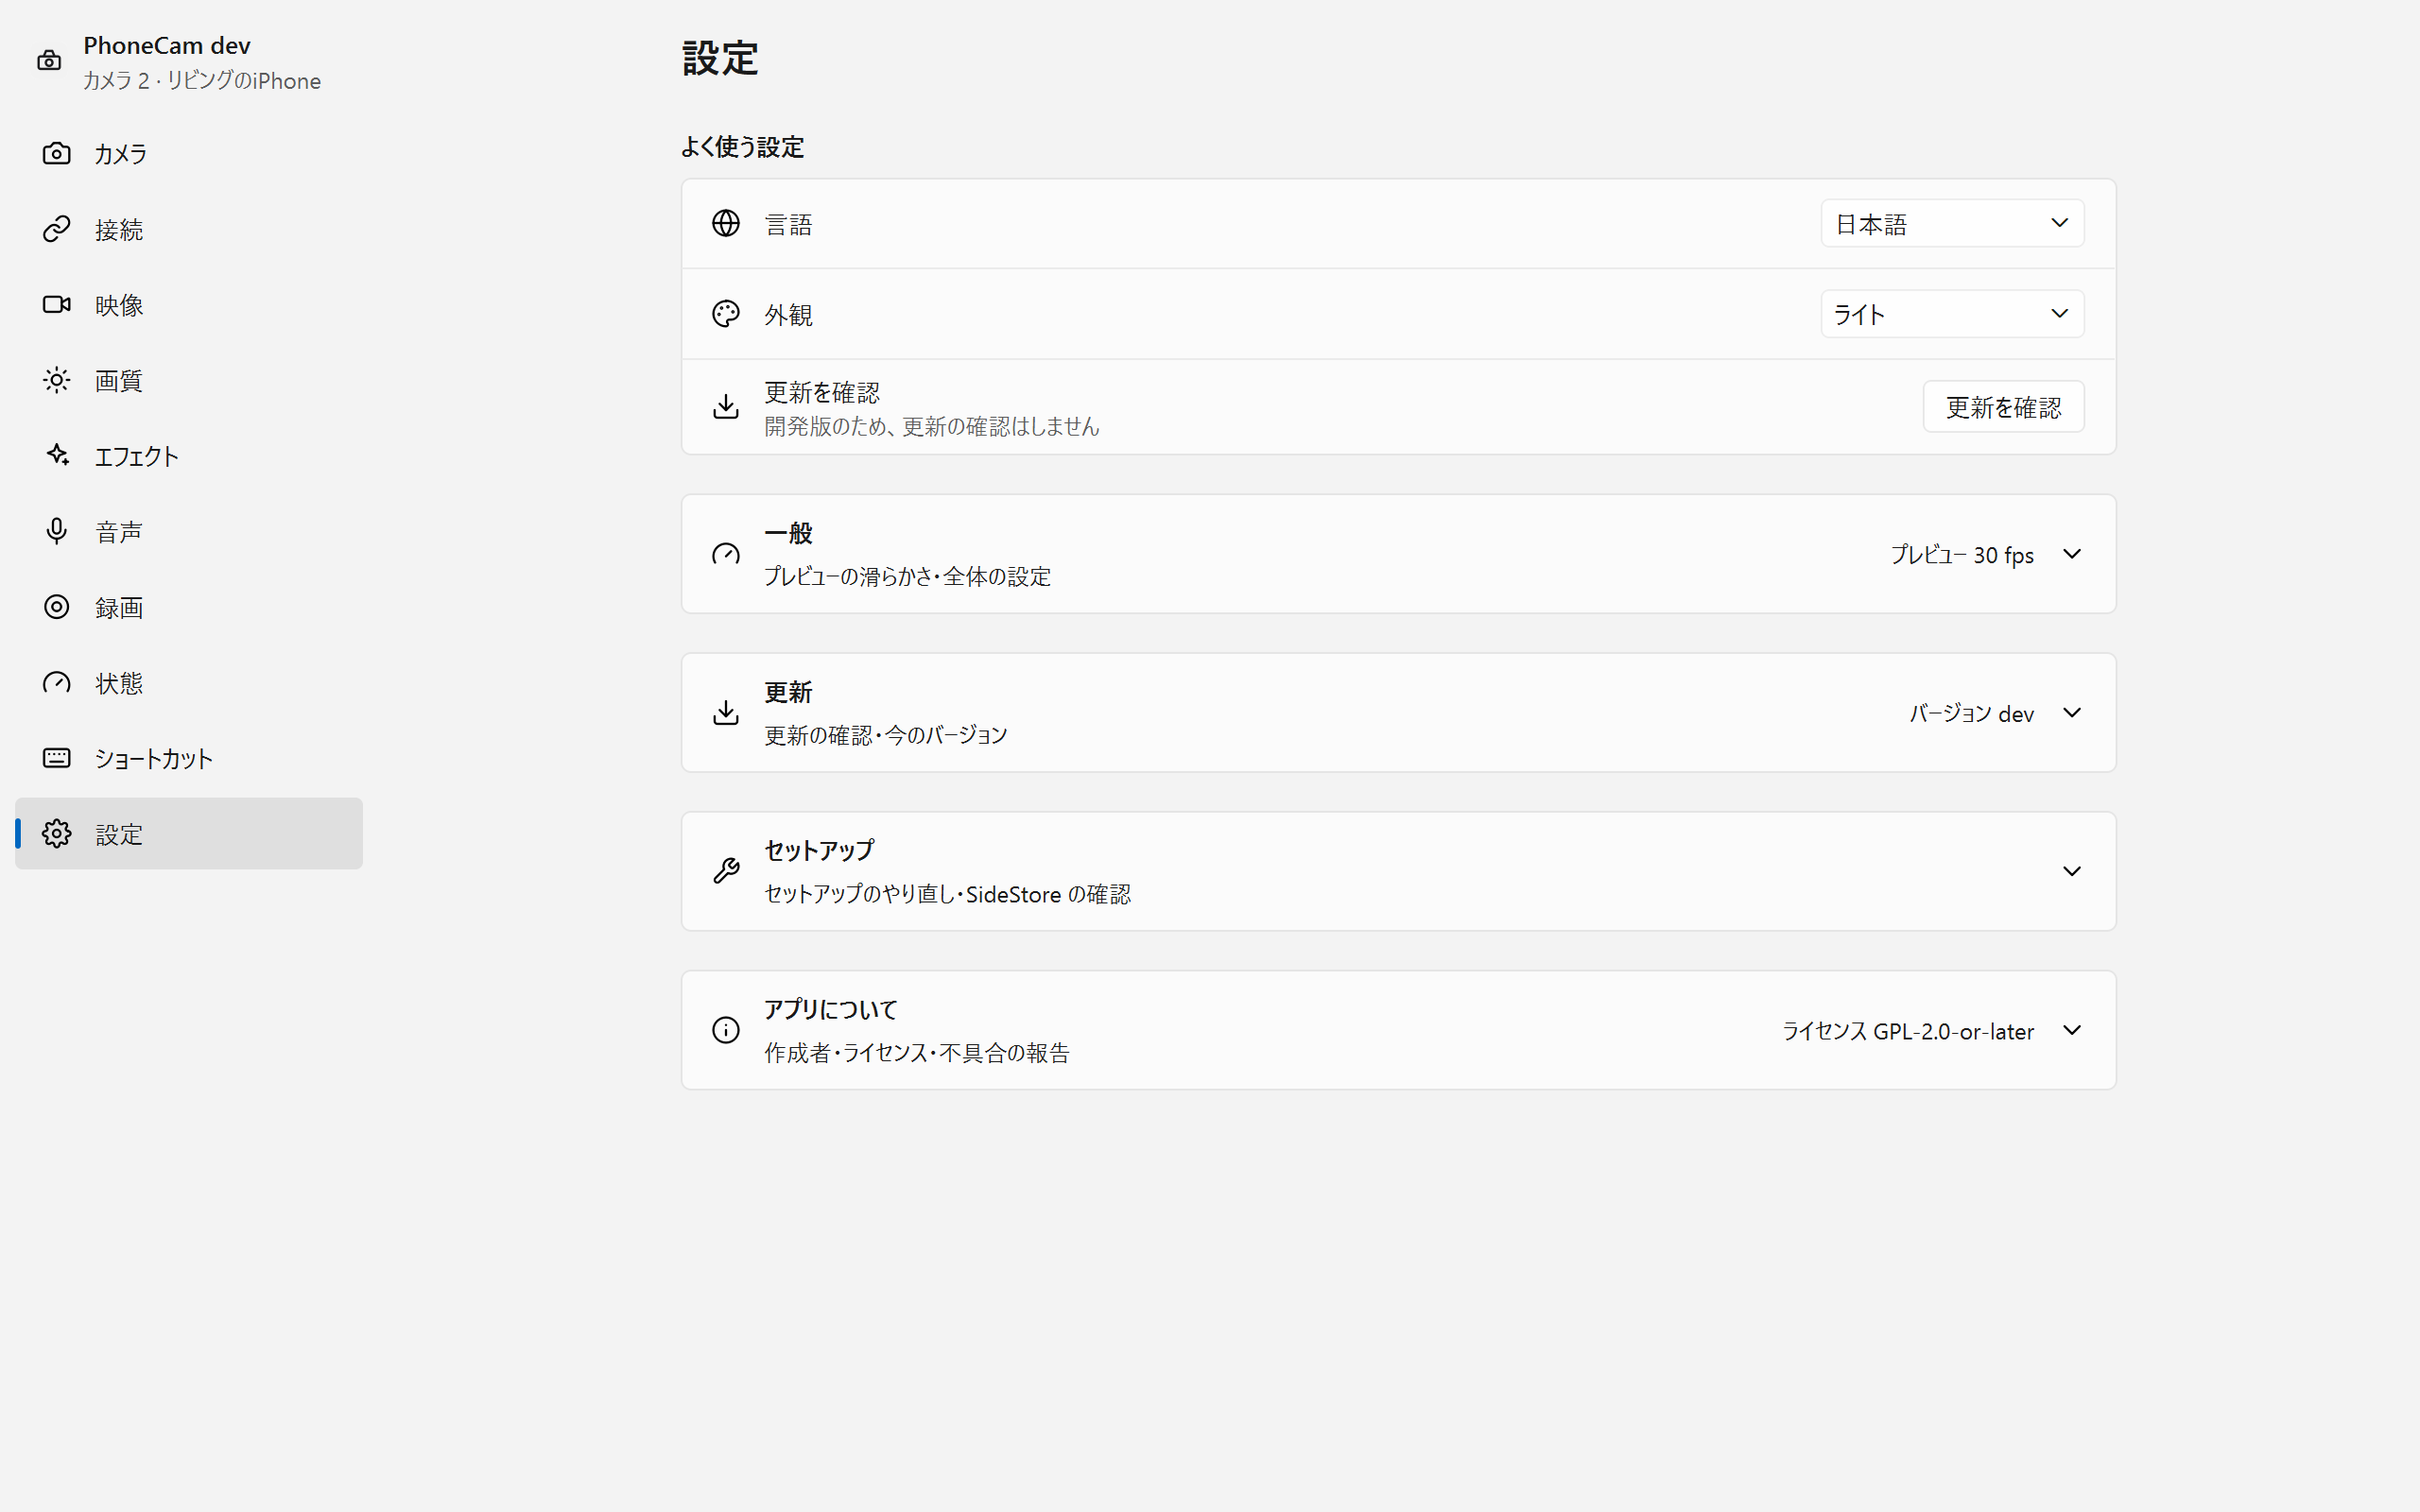 PhoneCam dev
カメラ 2 · リビングのiPhone
カメラ
接続
映像
画質
エフェクト
音声
録画
状態
ショートカット
設定
設定
よく使う設定
言語
日本語
外観
ライト
更新を確認
開発版のため、更新の確認はしません
更新を確認
一般
プレビューの滑らかさ・全体の設定
プレビュー 30 fps
更新
更新の確認・今のバージョン
バージョン dev
セットアップ
セットアップのやり直し・SideStore の確認
アプリについて
作成者・ライセンス・不具合の報告
ライセンス GPL-2.0-or-later